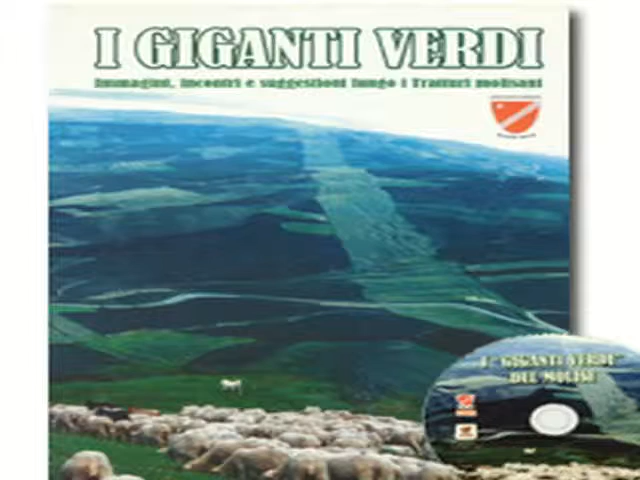 I GIGANTI VERDI
Immagini, incontri e suggestioni lungo i Tratturi molisani
I "GIGANTI VERDI"
DEL MOLISE